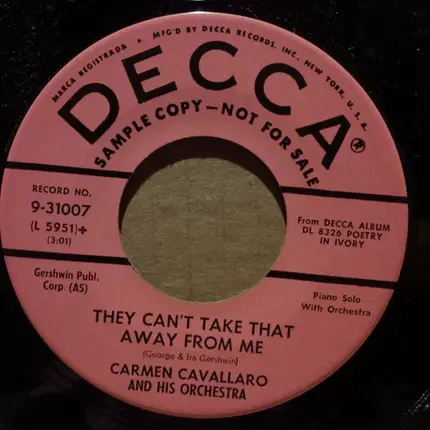 MARCA REGISTRADA • MFG'D BY DECCA RECORDS, INC., NEW YORK, U.S.A.
DECCA®
SAMPLE COPY—NOT FOR SALE
RECORD NO.
9-31007
(L 5951)+
(3:01)
Gershwin Publ.
Corp. (AS)
From DECCA ALBUM
DL 8326 POETRY
IN IVORY
Piano Solo
With Orchestra
THEY CAN'T TAKE THAT
AWAY FROM ME
(George & Ira Gershwin)
CARMEN CAVALLARO
AND HIS ORCHESTRA